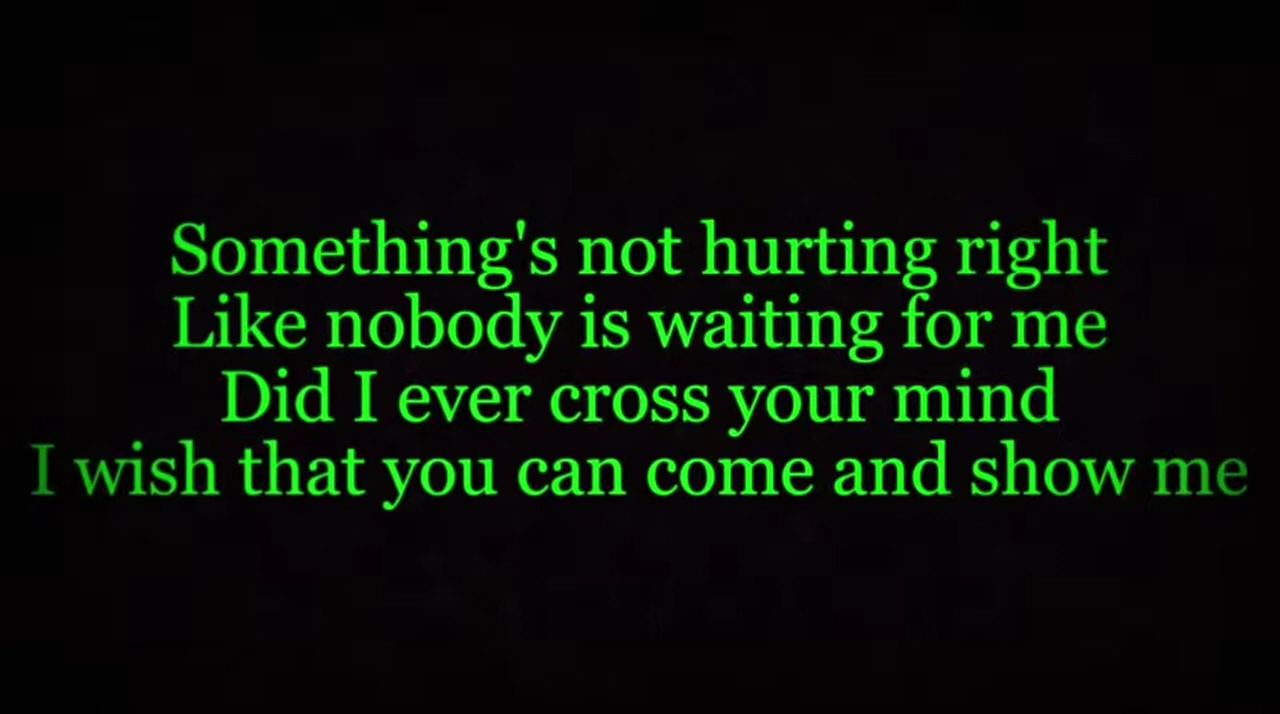 Something's not hurting right
Like nobody is waiting for me
Did I ever cross your mind
I wish that you can come and show me